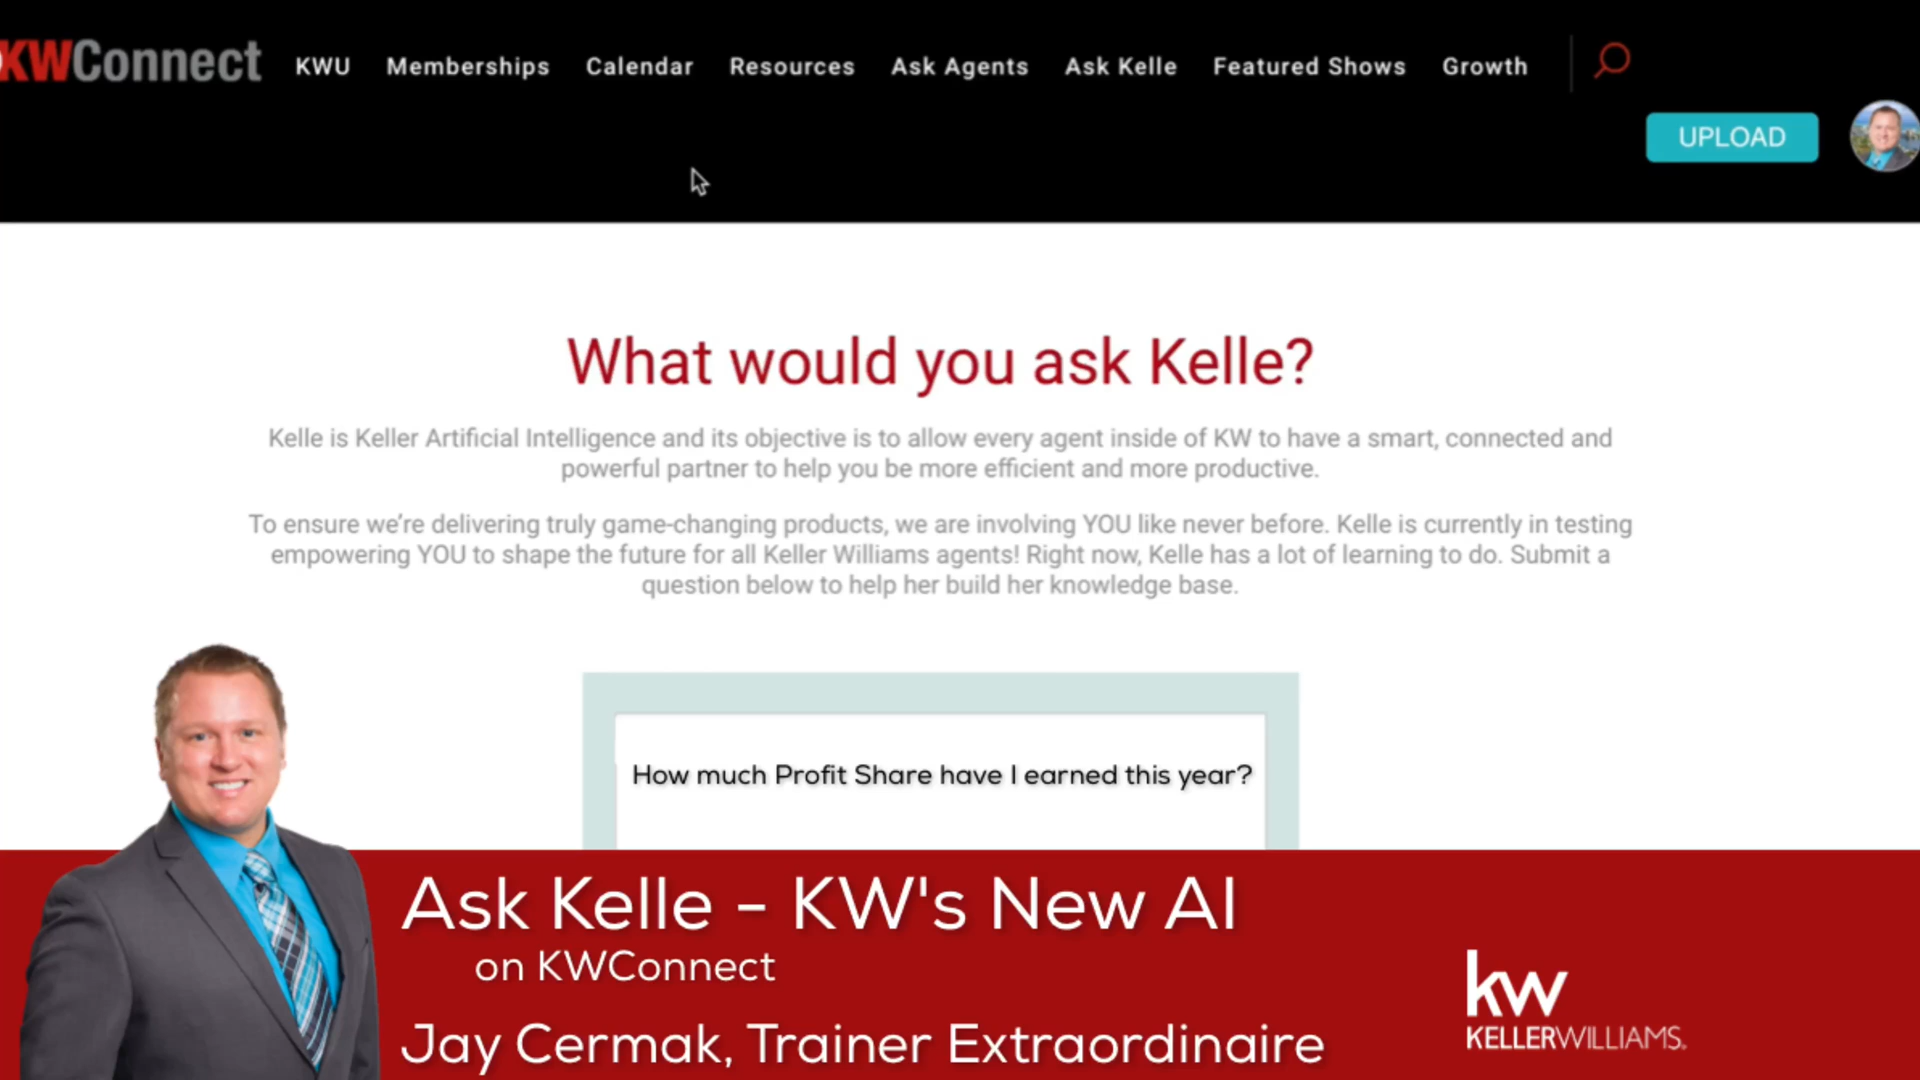 KWConnect
KWU Memberships Calendar Resources Ask Agents Ask Kelle Featured Shows Growth
UPLOAD
What would you ask Kelle?
Kelle is Keller Artificial Intelligence and its objective is to allow every agent inside of KW to have a smart, connected and
powerful partner to help you be more efficient and more productive.
To ensure we’re delivering truly game-changing products, we are involving YOU like never before. Kelle is currently in testing
empowering YOU to shape the future for all Keller Williams agents! Right now, Kelle has a lot of learning to do. Submit a
question below to help her build her knowledge base.
How much Profit Share have I earned this year?
Ask Kelle - KW's New AI
on KWConnect
Jay Cermak, Trainer Extraordinaire
kw
KELLERWILLIAMS.